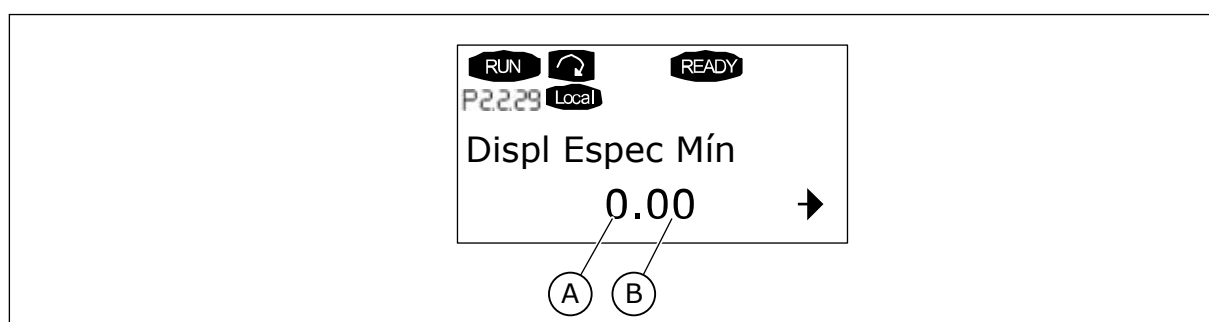 RUN READY
P2.2.29 Local
Displ Espec Mín
0.00
A B